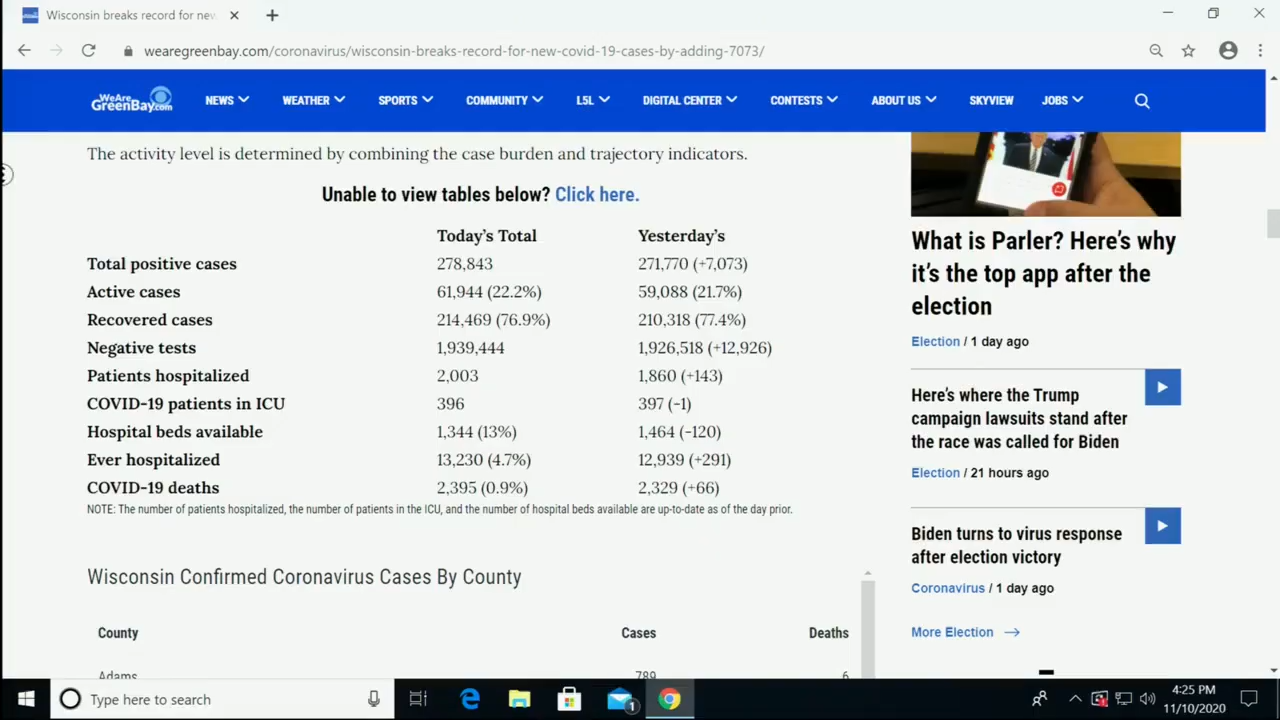 Wisconsin breaks record for new
wearegreenbay.com/coronavirus/wisconsin-breaks-record-for-new-covid-19-cases-by-adding-7073/
WeAre
GreenBay.com
NEWS WEATHER SPORTS COMMUNITY L5L DIGITAL CENTER CONTESTS ABOUT US SKYVIEW JOBS
The activity level is determined by combining the case burden and trajectory indicators.
Unable to view tables below? Click here.
Today's Total Yesterday's
Total positive cases 278,843 271,770 (+7,073)
Active cases 61,944 (22.2%) 59,088 (21.7%)
Recovered cases 214,469 (76.9%) 210,318 (77.4%)
Negative tests 1,939,444 1,926,518 (+12,926)
Patients hospitalized 2,003 1,860 (+143)
COVID-19 patients in ICU 396 397 (-1)
Hospital beds available 1,344 (13%) 1,464 (-120)
Ever hospitalized 13,230 (4.7%) 12,939 (+291)
COVID-19 deaths 2,395 (0.9%) 2,329 (+66)
NOTE: The number of patients hospitalized, the number of patients in the ICU, and the number of hospital beds available are up-to-date as of the day prior.
Wisconsin Confirmed Coronavirus Cases By County
County Cases Deaths
Adams 789 6
What is Parler? Here's why
it's the top app after the
election
Election / 1 day ago
Here's where the Trump
campaign lawsuits stand after
the race was called for Biden
Election / 21 hours ago
Biden turns to virus response
after election victory
Coronavirus / 1 day ago
More Election
Type here to search
1
4:25 PM
11/10/2020